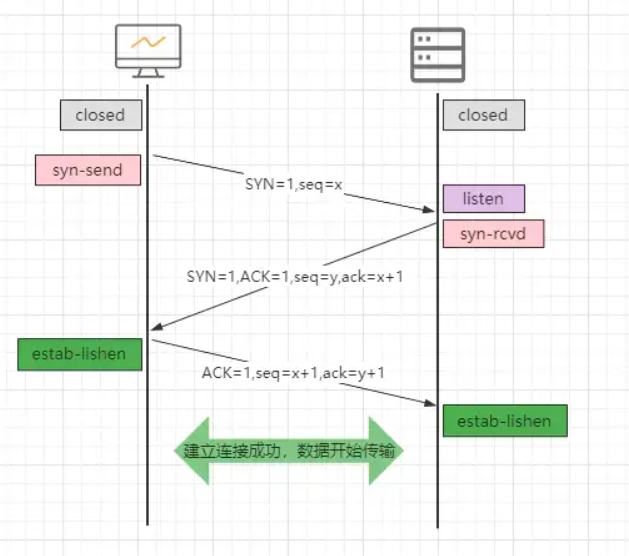 closed
closed
syn-send
SYN=1,seq=x
listen
syn-rcvd
SYN=1,ACK=1,seq=y,ack=x+1
estab-lishen
ACK=1,seq=x+1,ack=y+1
estab-lishen
建立连接成功，数据开始传输